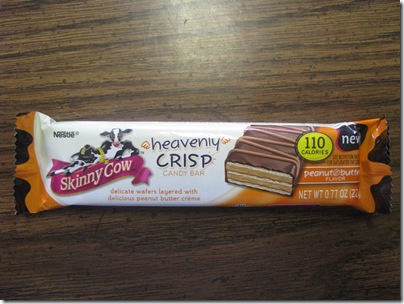 Nestlé
Skinny Cow
heavenly
CRISP
CANDY BAR
delicate wafers layered with
delicious peanut butter crème
110
CALORIES
new
peanut butter
FLAVOR
NET WT 0.77 OZ